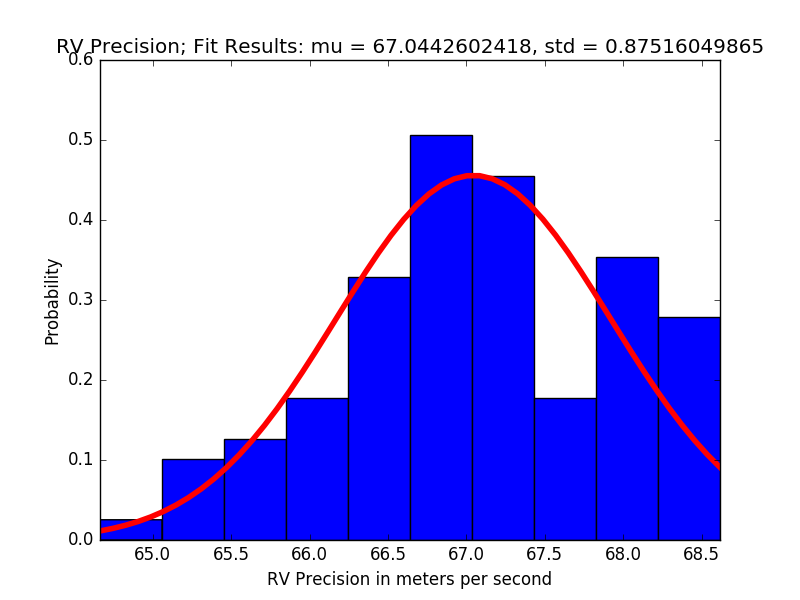 RV Precision; Fit Results: mu = 67.0442602418, std = 0.87516049865
0.6
0.5
0.4
0.3
0.2
0.1
0.0
Probability
65.0 65.5 66.0 66.5 67.0 67.5 68.0 68.5
RV Precision in meters per second